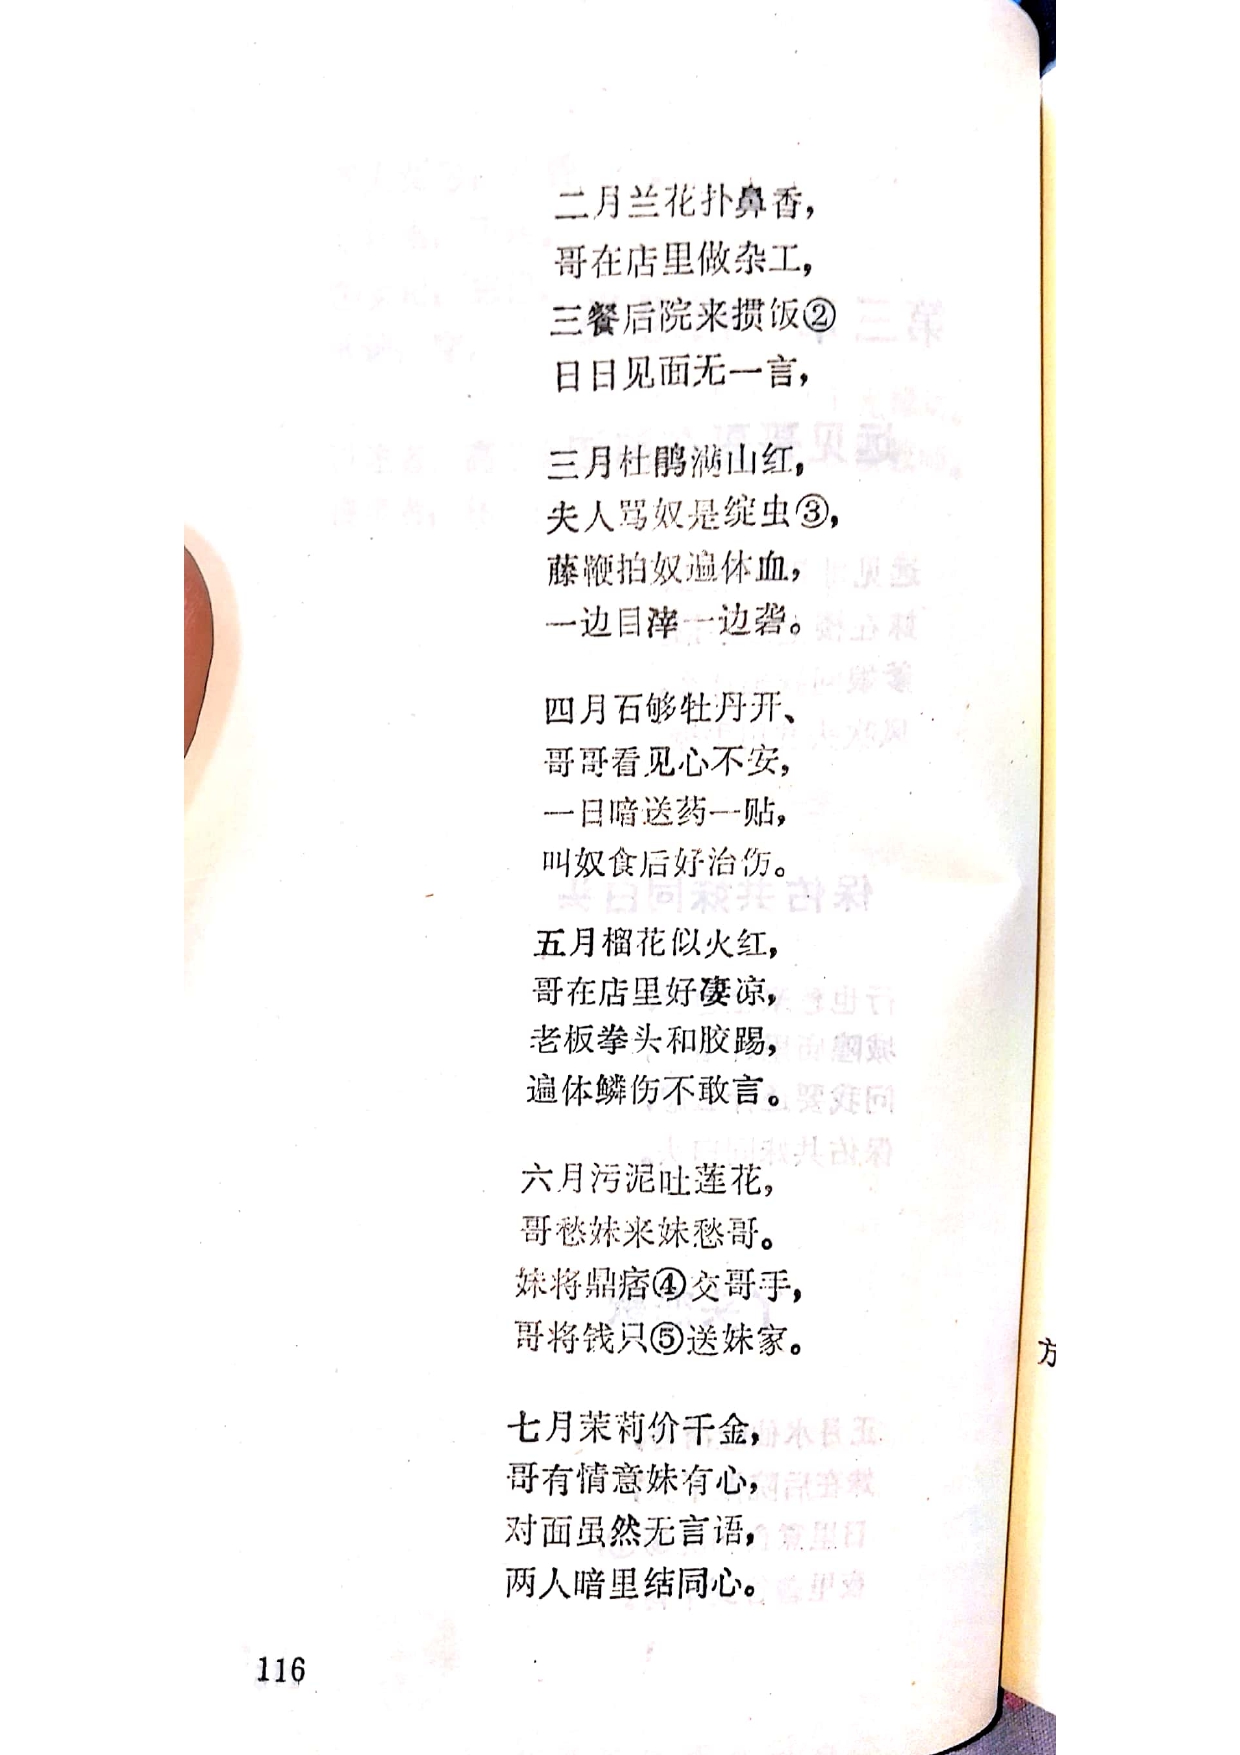 二月兰花扑鼻香，
哥在店里做杂工，
三餐后院来掼饭②
日日见面无一言，
三月杜鹃满山红，
夫人骂奴是绽虫③，
藤鞭拍奴遍体血，
一边目滓一边砻。
四月石够牡丹开、
哥哥看见心不安，
一日暗送药一贴，
叫奴食后好治伤。
五月榴花似火红，
哥在店里好凄凉，
老板拳头和胶踢，
遍体鳞伤不敢言。
六月污泥吐莲花，
哥愁妹来妹愁哥。
妹将鼎痞④交哥手，
哥将钱只⑤送妹家。
七月茉莉价千金，
哥有情意妹有心，
对面虽然无言语，
两人暗里结同心。
116
方